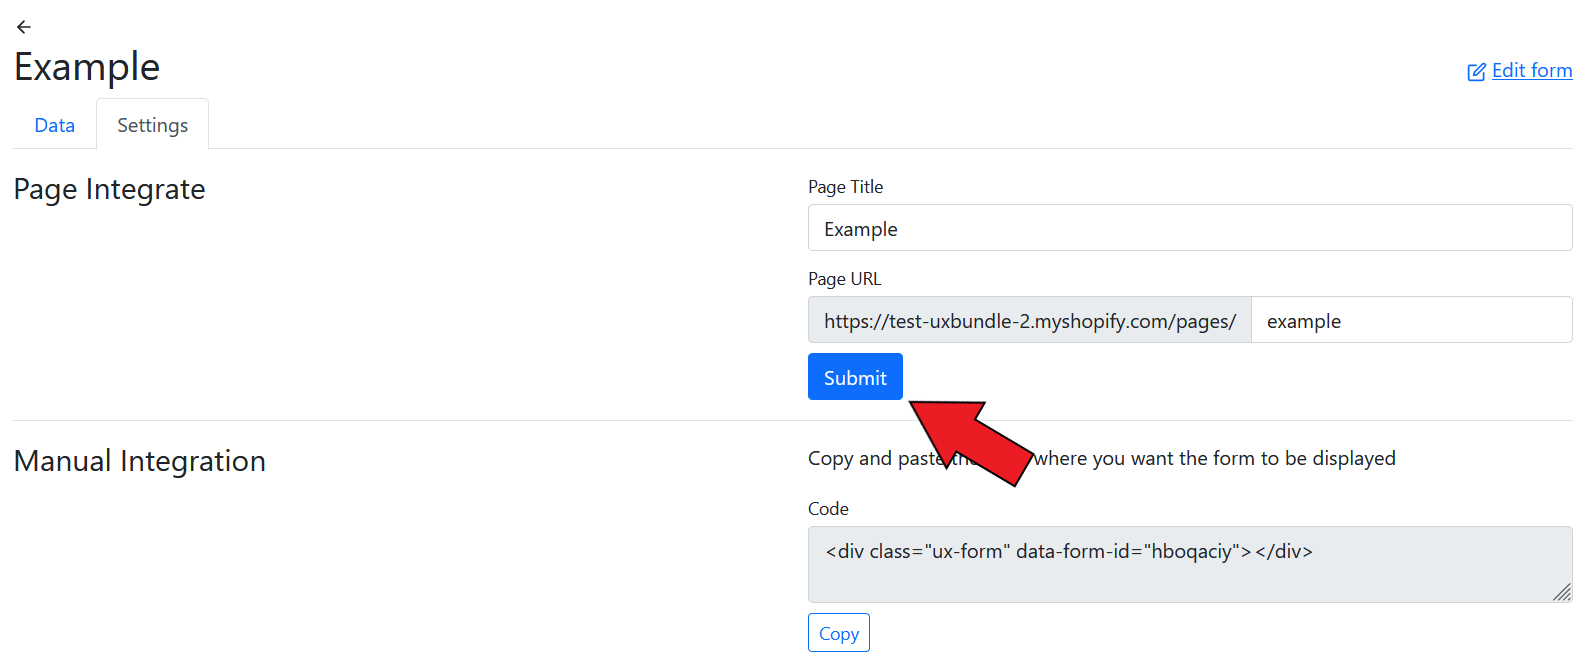 Example
Edit form
Data
Settings
Page Integrate
Page Title
Example
Page URL
https://test-uxbundle-2.myshopify.com/pages/
example
Submit
Manual Integration
Copy and paste where you want the form to be displayed
Code
<div class="ux-form" data-form-id="hboqaciy"></div>
Copy